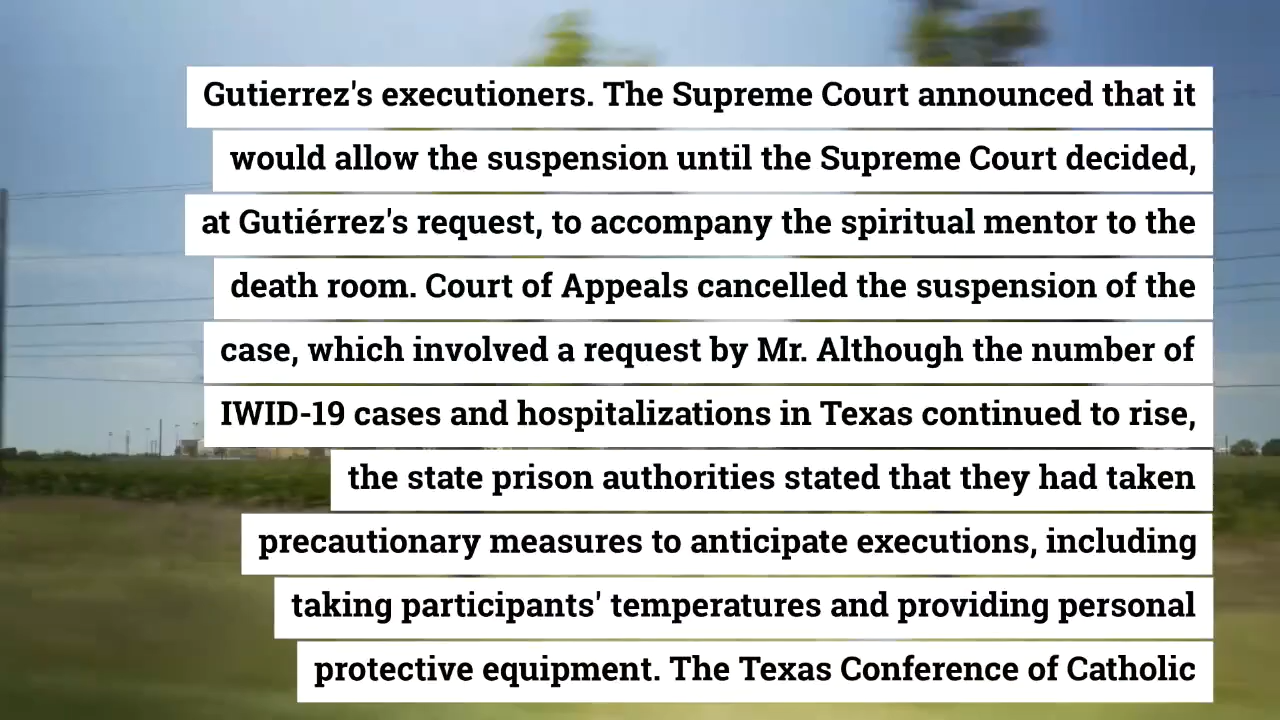 Gutierrez's executioners. The Supreme Court announced that it
would allow the suspension until the Supreme Court decided,
at Gutiérrez's request, to accompany the spiritual mentor to the
death room. Court of Appeals cancelled the suspension of the
case, which involved a request by Mr. Although the number of
IWID-19 cases and hospitalizations in Texas continued to rise,
the state prison authorities stated that they had taken
precautionary measures to anticipate executions, including
taking participants' temperatures and providing personal
protective equipment. The Texas Conference of Catholic